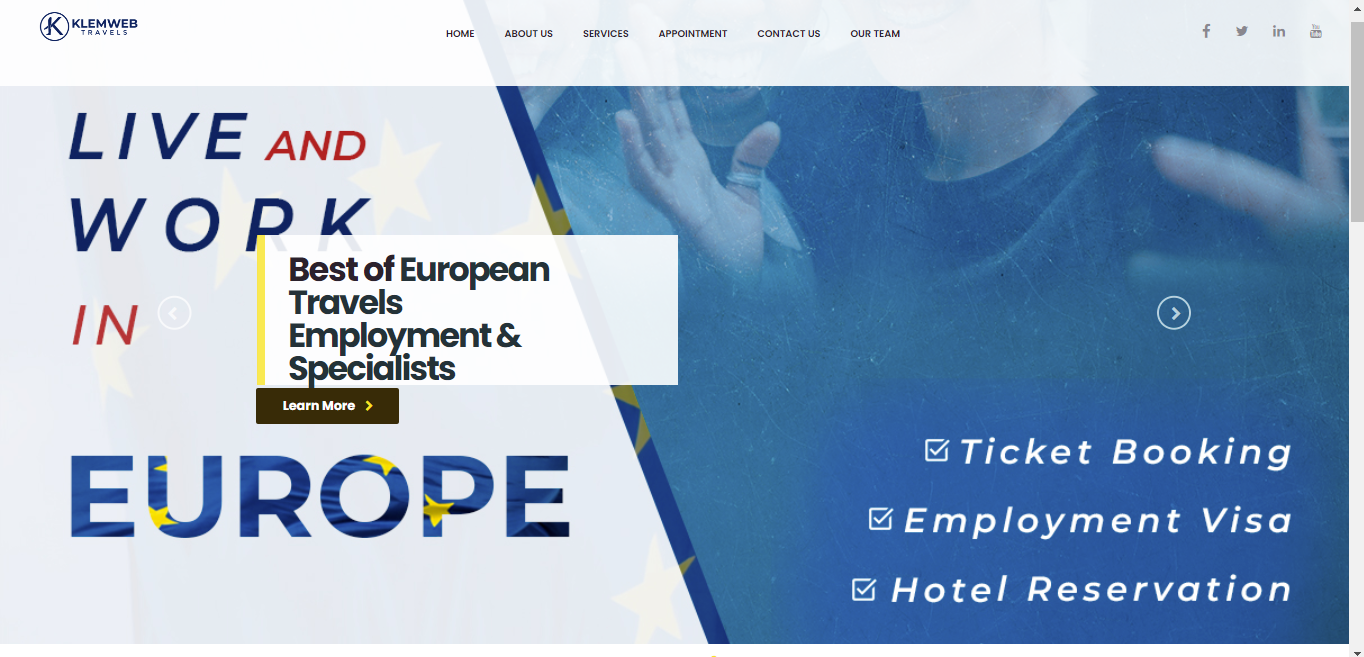 KLEMWEB
TRAVELS
HOME ABOUT US SERVICES APPOINTMENT CONTACT US OUR TEAM
LIVE AND
WORK
IN
EUROPE
Best of European
Travels
Employment &
Specialists
Learn More
Ticket Booking
Employment Visa
Hotel Reservation